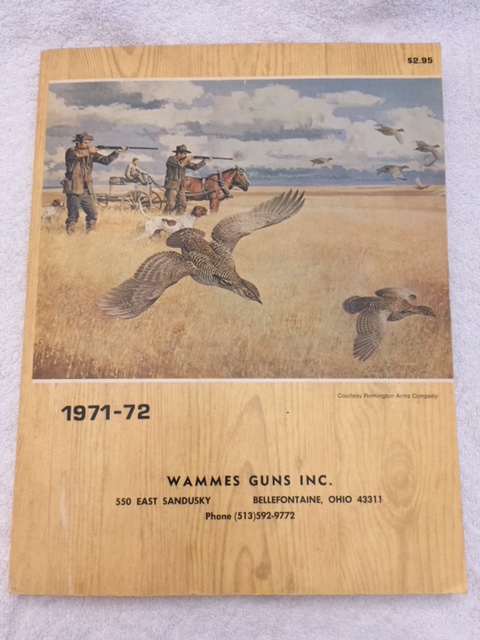 $2.95
Courtesy Remington Arms Company
1971-72
WAMMES GUNS INC.
550 EAST SANDUSKY BELLEFONTAINE, OHIO 43311
Phone (513)592-9772